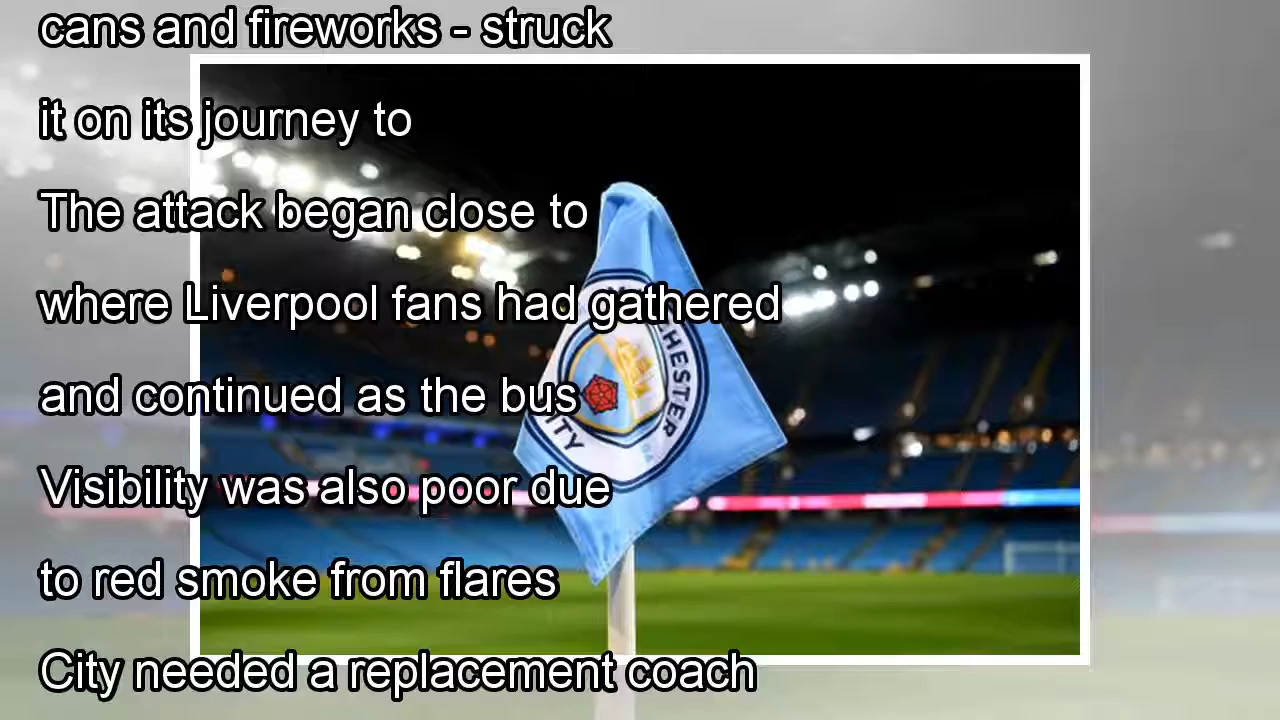 cans and fireworks - struck
it on its journey to
The attack began close to
where Liverpool fans had gathered
and continued as the bus
Visibility was also poor due
to red smoke from flares
City needed a replacement coach